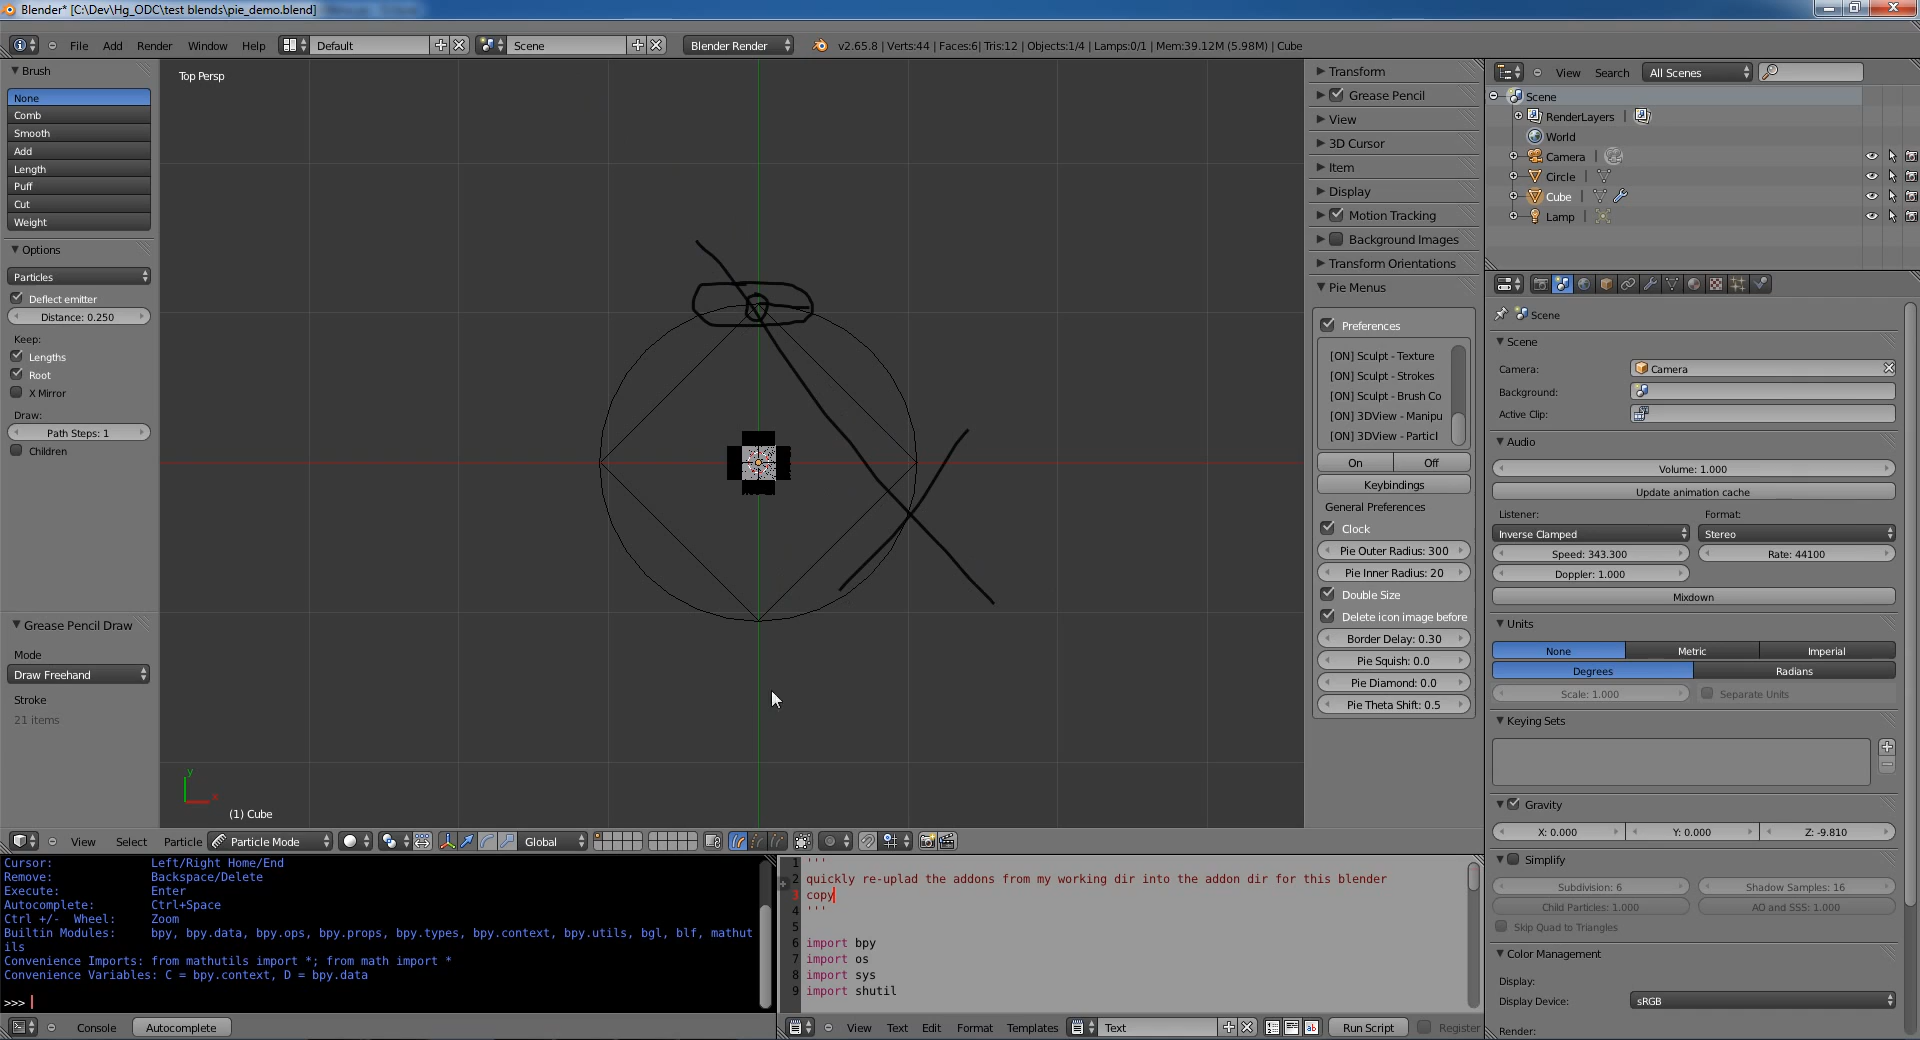 Blender* [C:\Dev\Hg_ODC\test blends\pie_demo.blend]
File Add Render Window Help Default Scene Blender Render v2.65.8 | Verts:44 | Faces:6| Tris:12 | Objects:1/4 | Lamps:0/1 | Mem:39.12M (5.98M) | Cube
Brush
None
Comb
Smooth
Add
Length
Puff
Cut
Weight
Options
Particles
Deflect emitter
Distance: 0.250
Keep:
Lengths
Root
X Mirror
Draw:
Path Steps: 1
Children
Grease Pencil Draw
Mode
Draw Freehand
Stroke
21 items
Top Persp
y
x
(1) Cube
Transform
Grease Pencil
View
3D Cursor
Item
Display
Motion Tracking
Background Images
Transform Orientations
Pie Menus
Preferences
[ON] Sculpt - Texture
[ON] Sculpt - Strokes
[ON] Sculpt - Brush Co
[ON] 3DView - Manipu
[ON] 3DView - Particl
On Off
Keybindings
General Preferences
Clock
Pie Outer Radius: 300
Pie Inner Radius: 20
Double Size
Delete icon image before
Border Delay: 0.30
Pie Squish: 0.0
Pie Diamond: 0.0
Pie Theta Shift: 0.5
View Select Particle Particle Mode Global
Cursor: Left/Right Home/End
Remove: Backspace/Delete
Execute: Enter
Autocomplete: Ctrl+Space
Ctrl +/- Wheel: Zoom
Builtin Modules: bpy, bpy.data, bpy.ops, bpy.props, bpy.types, bpy.context, bpy.utils, bgl, blf, mathut
ils
Convenience Imports: from mathutils import *; from math import *
Convenience Variables: C = bpy.context, D = bpy.data
>>>
Console Autocomplete
1 '''
2 quickly re-uplad the addons from my working dir into the addon dir for this blender
3 copy
4 '''
5
6 import bpy
7 import os
8 import sys
9 import shutil
View Text Edit Format Templates Text Run Script Register
View Search All Scenes
Scene
RenderLayers |
World
Camera |
Circle |
Cube |
Lamp |
Scene
Scene
Camera: Camera
Background:
Active Clip:
Audio
Volume: 1.000
Update animation cache
Listener: Format:
Inverse Clamped Stereo
Speed: 343.300 Rate: 44100
Doppler: 1.000
Mixdown
Units
None Metric Imperial
Degrees Radians
Scale: 1.000 Separate Units
Keying Sets
Gravity
X: 0.000 Y: 0.000 Z: -9.810
Simplify
Subdivision: 6 Shadow Samples: 16
Child Particles: 1.000 AO and SSS: 1.000
Skip Quad to Triangles
Color Management
Display:
Display Device: sRGB
Render: